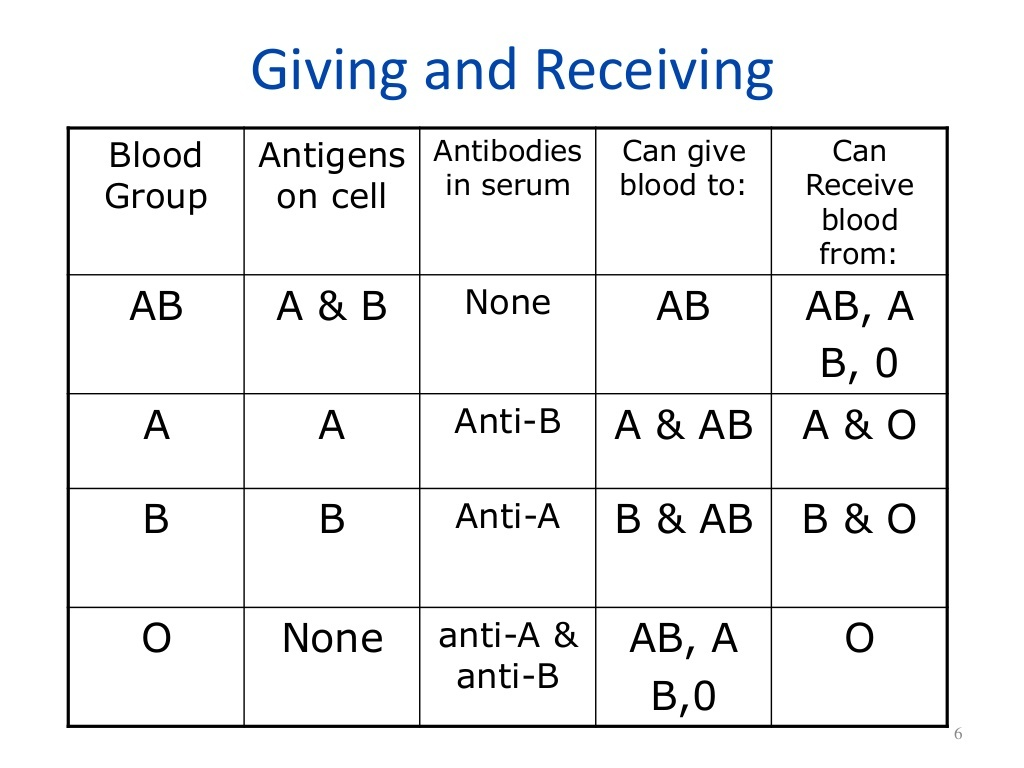 Giving and Receiving
Blood
Group
Antigens
on cell
Antibodies
in serum
Can give
blood to:
Can
Receive
blood
from:
AB
A & B
None
AB
AB, A
B, 0
A
A
Anti-B
A & AB
A & O
B
B
Anti-A
B & AB
B & O
O
None
anti-A &
anti-B
AB, A
B,0
O
6